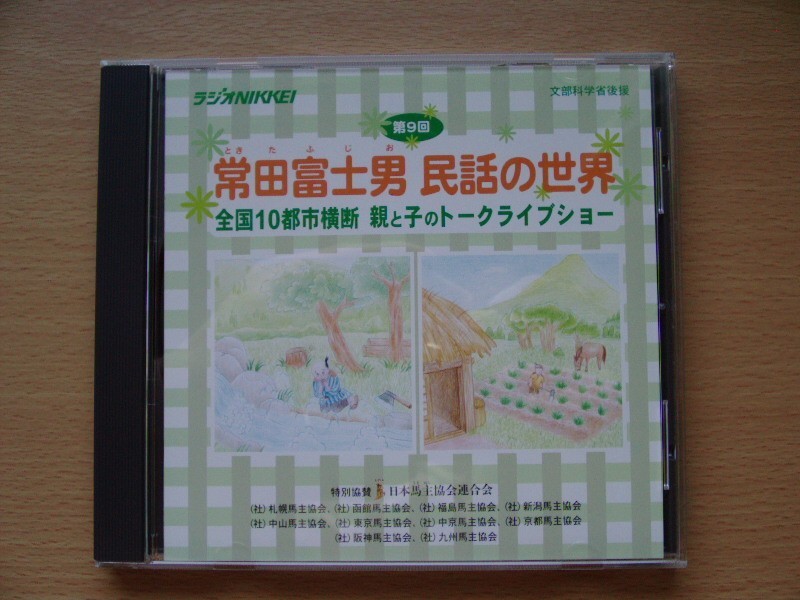 ラジオNIKKEI
文部科学省後援
第9回
ときたふじお
常田富士男 民話の世界
全国10都市横断 親と子のトークライブショー
特別協賛 日本馬主協会連合会
(社)札幌馬主協会、(社)函館馬主協会、(社)福島馬主協会、(社)新潟馬主協会
(社)中山馬主協会、(社)東京馬主協会、(社)中京馬主協会、(社)京都馬主協会
(社)阪神馬主協会、(社)九州馬主協会